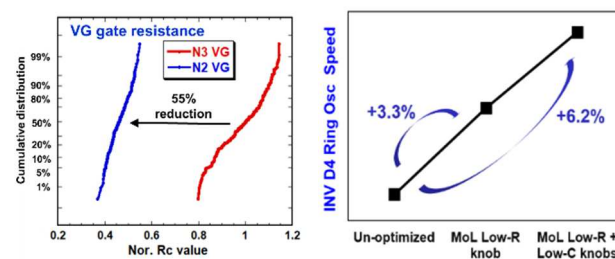 VG gate resistance
N3 VG
N2 VG
Cumulative distribution
99%
90%
80%
50%
20%
10%
5%
1%
55%
reduction
0.2
0.4
0.6
0.8
1
1.2
Nor. Rc value
INV D4 Ring Osc Speed
+3.3%
+6.2%
Un-optimized
MoL Low-R
knob
MoL Low-R +
Low-C knobs